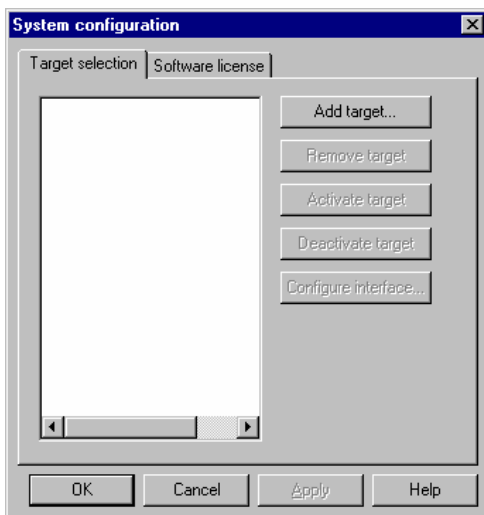 System configuration
Target selection Software license
Add target...
Remove target
Activate target
Deactivate target
Configure interface...
OK Cancel Apply Help